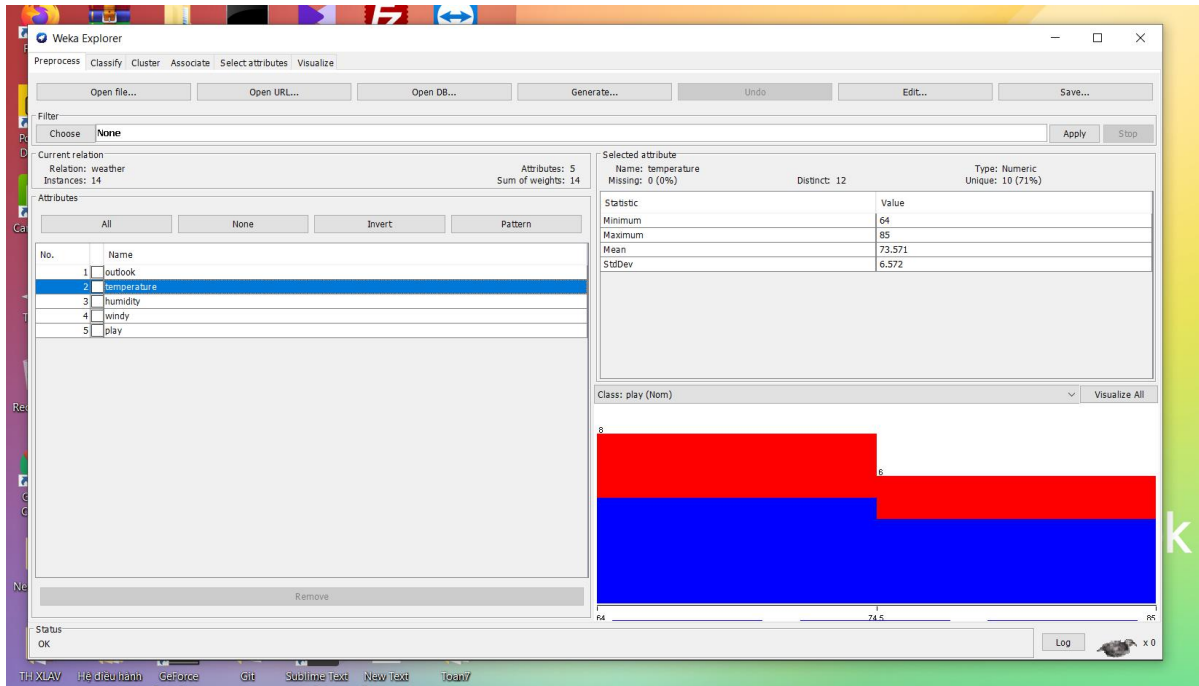 Weka Explorer
Preprocess Classify Cluster Associate Select attributes Visualize
Open file... Open URL... Open DB... Generate... Undo Edit... Save...
Filter
Choose None Apply Stop
Current relation
Relation: weather Attributes: 5
Instances: 14 Sum of weights: 14
Selected attribute
Name: temperature Type: Numeric
Missing: 0 (0%) Distinct: 12 Unique: 10 (71%)
Attributes
All None Invert Pattern
No. Name
1 outlook
2 temperature
3 humidity
4 windy
5 play
Remove
Statistic Value
Minimum 64
Maximum 85
Mean 73.571
StdDev 6.572
Class: play (Nom) Visualize All
8
6
64 74.5 85
Status
OK
Log x 0
k
TH XLAV Hệ điều hành GeForce Git Sublime Text New Text Toan7